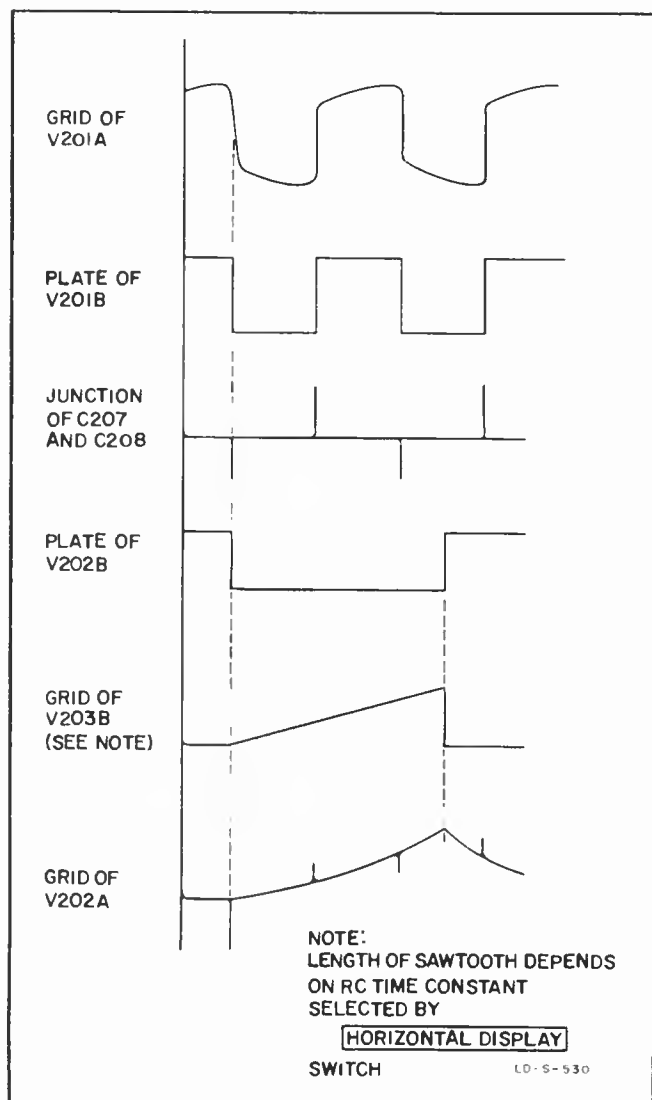 GRID OF
V201A
PLATE OF
V201B
JUNCTION
OF C207
AND C208
PLATE OF
V202B
GRID OF
V203B
(SEE NOTE)
GRID OF
V202A
NOTE:
LENGTH OF SAWTOOTH DEPENDS
ON RC TIME CONSTANT
SELECTED BY
HORIZONTAL DISPLAY
SWITCH
LD-S-530